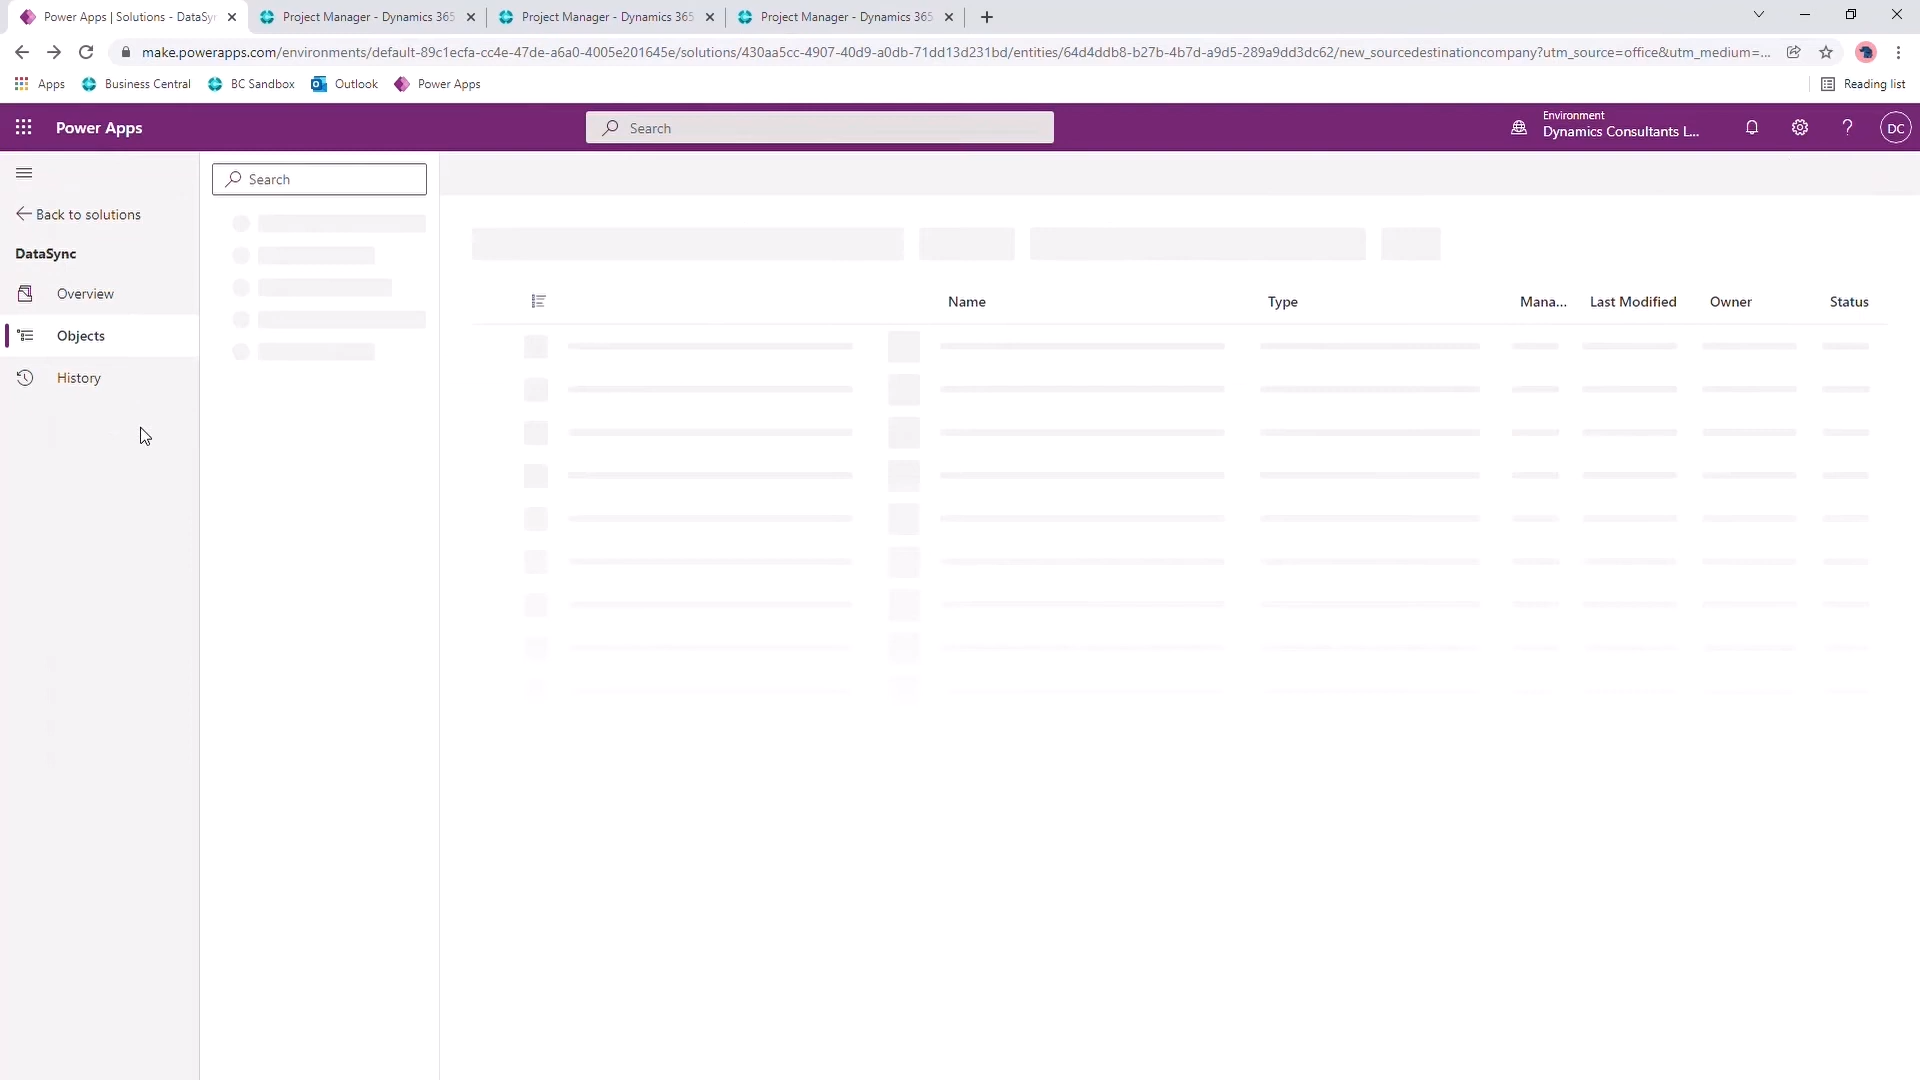 Power Apps | Solutions - DataSyn
Project Manager - Dynamics 365
Project Manager - Dynamics 365
Project Manager - Dynamics 365
make.powerapps.com/environments/default-89c1ecfa-cc4e-47de-a6a0-4005e201645e/solutions/430aa5cc-4907-40d9-a0db-71dd13d231bd/entities/64d4ddb8-b27b-4b7d-a9d5-289a9dd3dc62/new_sourcedestinationcompany?utm_source=office&utm_medium=...
Apps
Business Central
BC Sandbox
Outlook
Power Apps
Reading list
Power Apps
Search
Environment
Dynamics Consultants L...
DC
Search
Back to solutions
DataSync
Overview
Objects
History
Name
Type
Mana...
Last Modified
Owner
Status